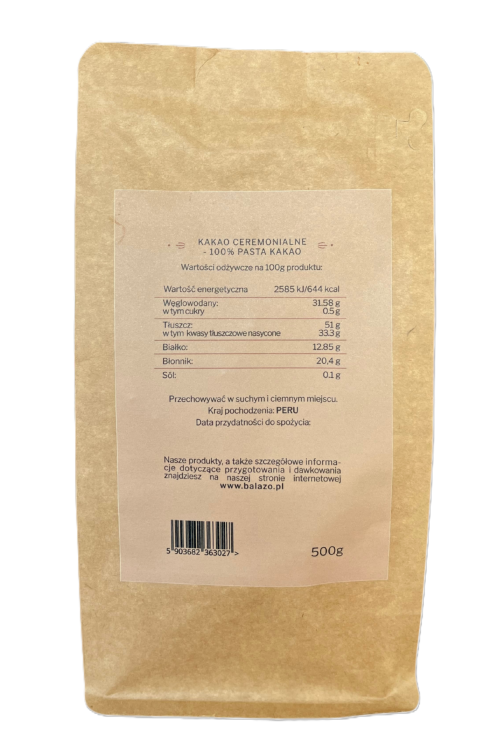 KAKAO CEREMONIALNE
- 100% PASTA KAKAO
Wartości odżywcze na 100g produktu:
Wartość energetyczna 2585 kJ/644 kcal
Węglowodany: 31.58 g
w tym cukry 0.5 g
Tłuszcz: 51 g
w tym kwasy tłuszczowe nasycone 33.3 g
Białko: 12.85 g
Błonnik: 20,4 g
Sól: 0.1 g
Przechowywać w suchym i ciemnym miejscu.
Kraj pochodzenia: PERU
Data przydatności do spożycia:
Nasze produkty, a także szczegółowe informa-
cje dotyczące przygotowania i dawkowania
znajdziesz na naszej stronie internetowej
www.balazo.pl
5 903682 363027 >
500g